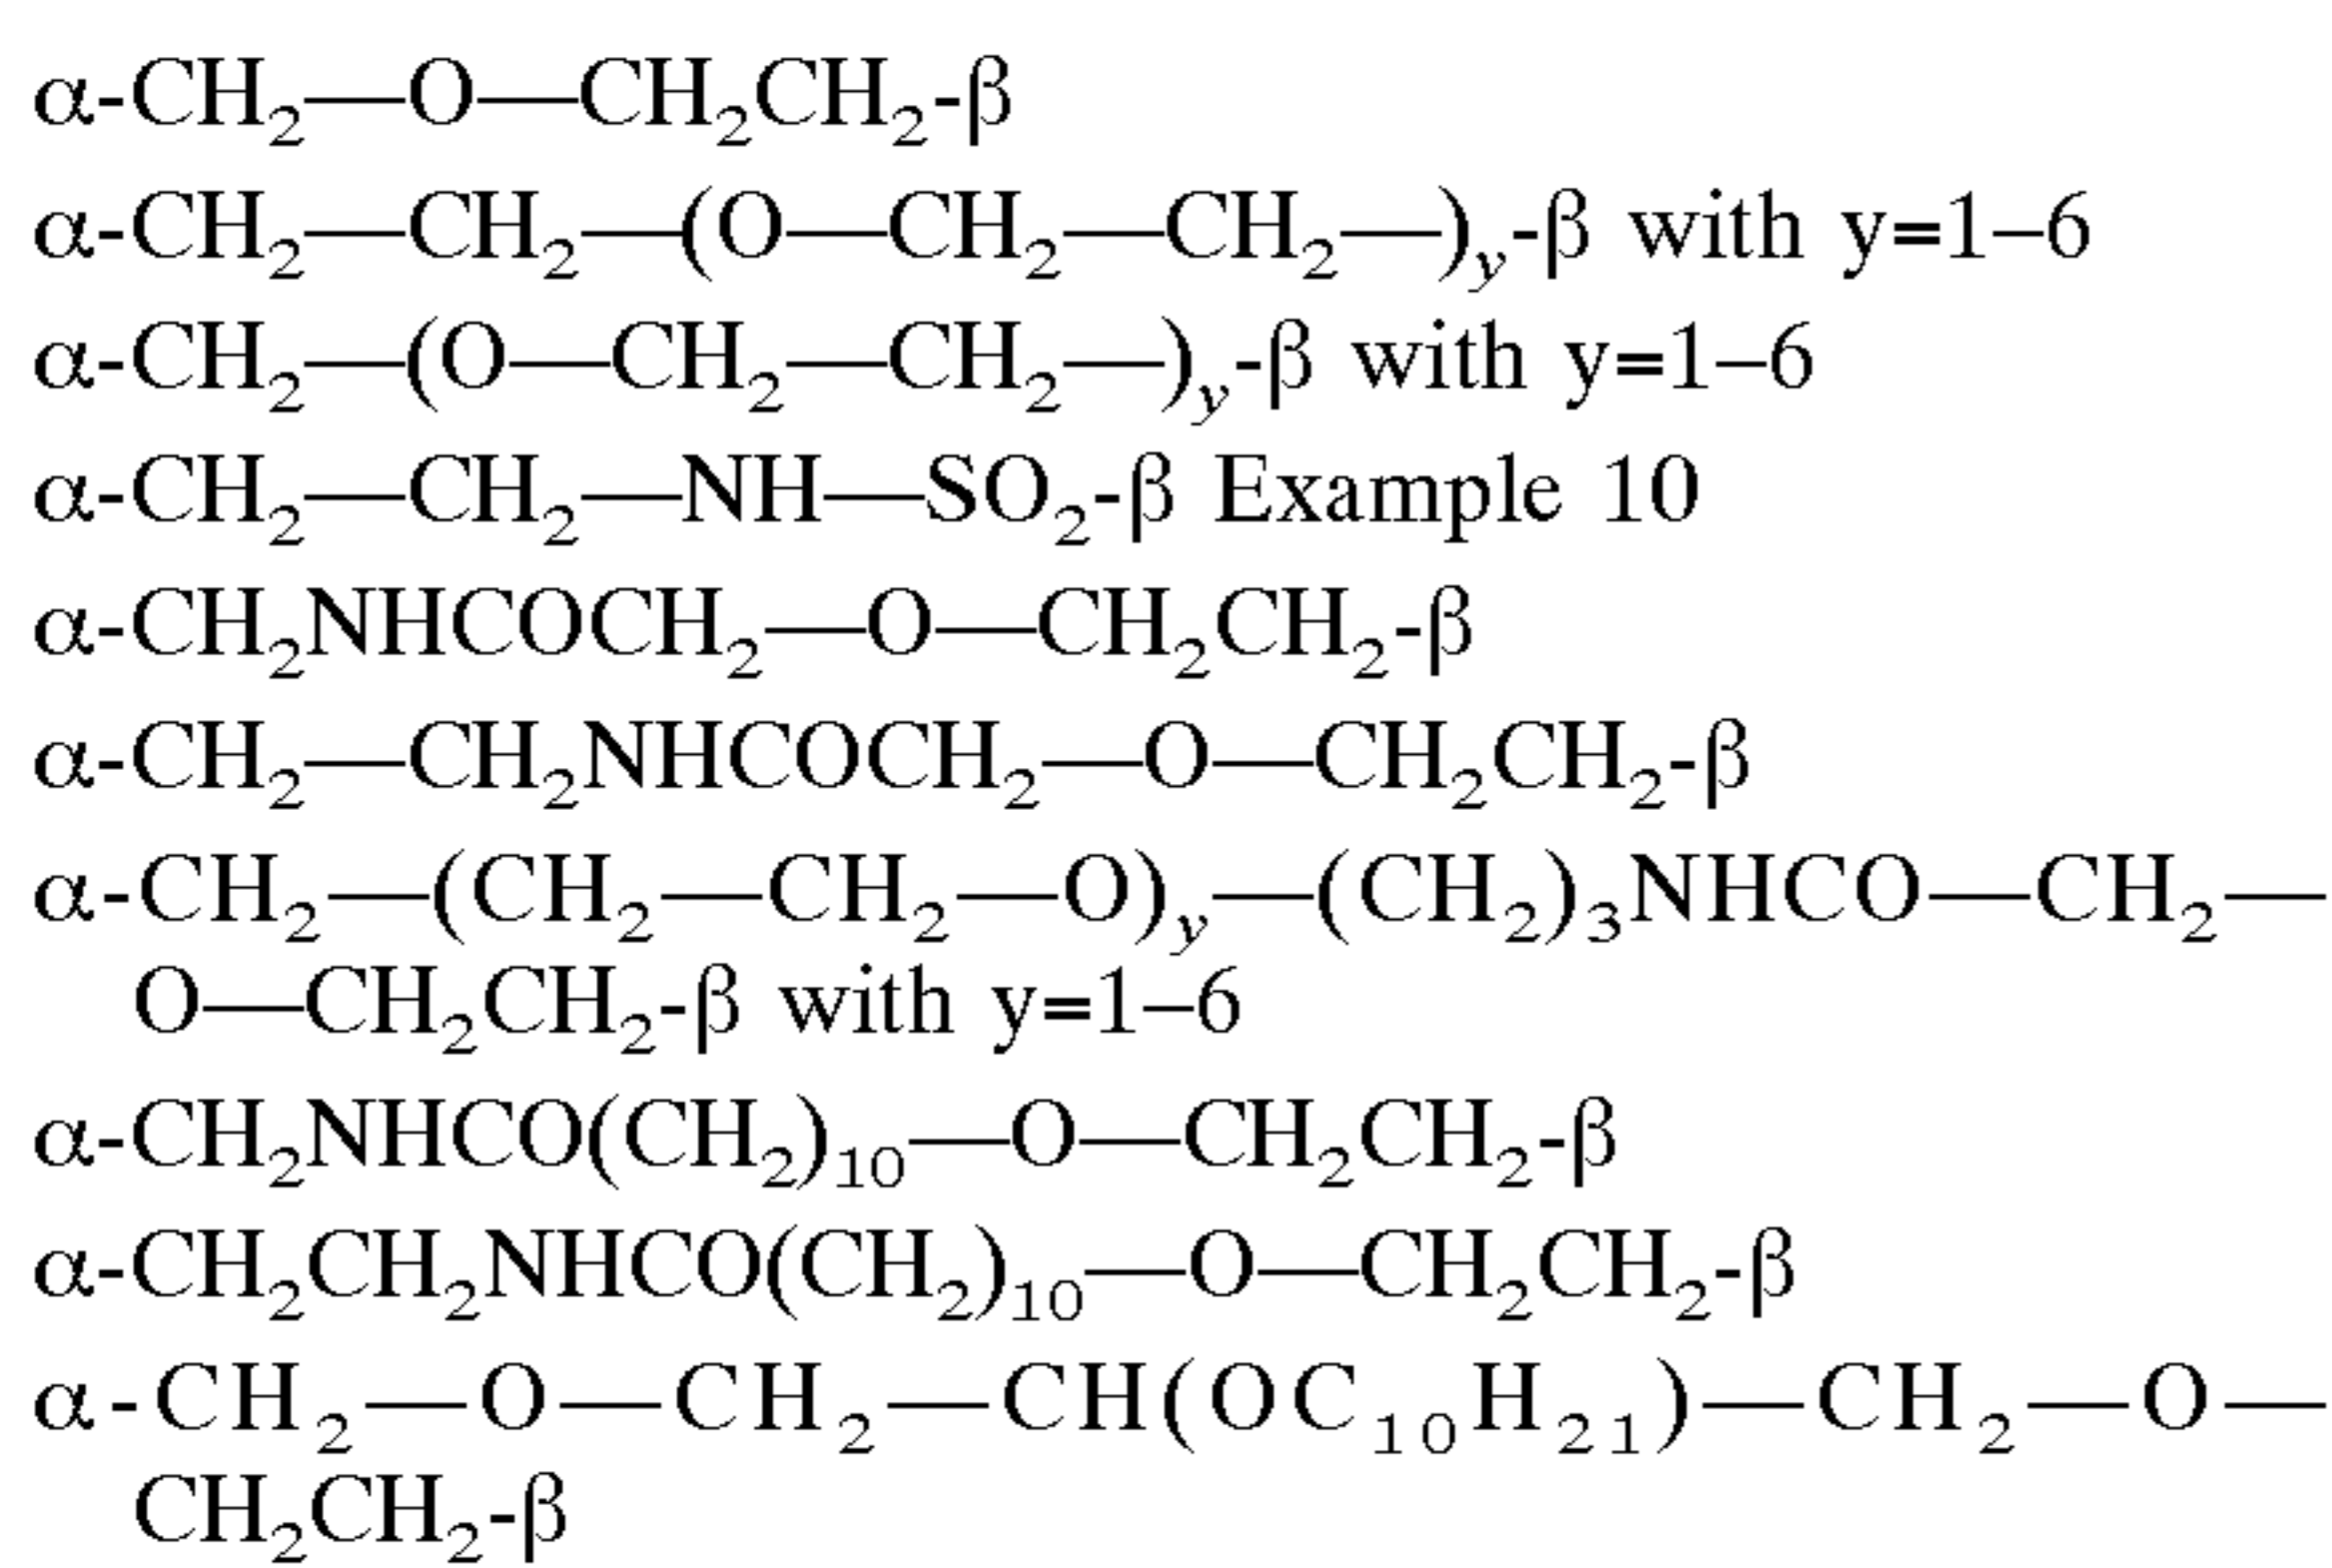 α-CH₂—O—CH₂CH₂-β
α-CH₂—CH₂—(O—CH₂—CH₂—)y-β with y=1–6
α-CH₂—(O—CH₂—CH₂—)y-β with y=1–6
α-CH₂—CH₂—NH—SO₂-β Example 10
α-CH₂NHCOCH₂—O—CH₂CH₂-β
α-CH₂—CH₂NHCOCH₂—O—CH₂CH₂-β
α-CH₂—(CH₂—CH₂—O)y—(CH₂)₃NHCO—CH₂—
O—CH₂CH₂-β with y=1–6
α-CH₂NHCO(CH₂)₁₀—O—CH₂CH₂-β
α-CH₂CH₂NHCO(CH₂)₁₀—O—CH₂CH₂-β
α-CH₂—O—CH₂—CH(OC₁₀H₂₁)—CH₂—O—
CH₂CH₂-β